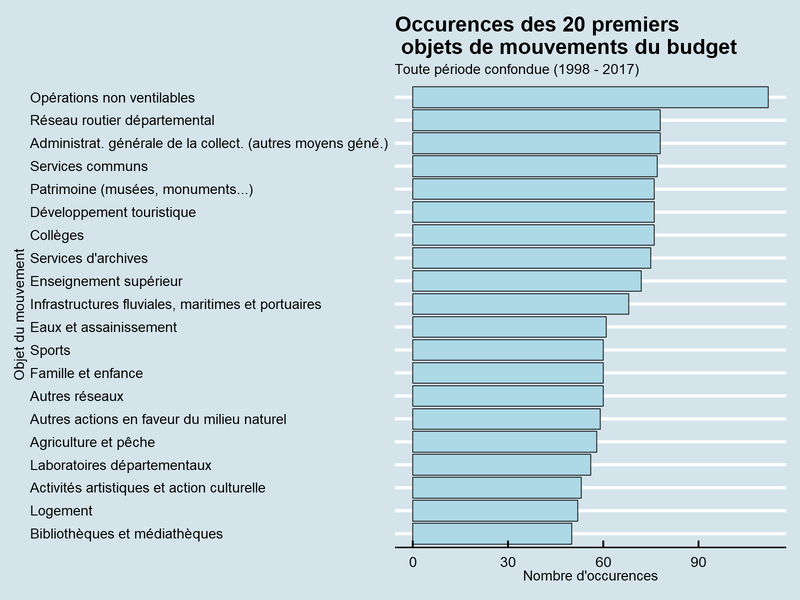 Occurences des 20 premiers
objets de mouvements du budget
Toute période confondue (1998 - 2017)
Objet du mouvement
Opérations non ventilables
Réseau routier départemental
Administrat. générale de la collect. (autres moyens géné.)
Services communs
Patrimoine (musées, monuments...)
Développement touristique
Collèges
Services d'archives
Enseignement supérieur
Infrastructures fluviales, maritimes et portuaires
Eaux et assainissement
Sports
Famille et enfance
Autres réseaux
Autres actions en faveur du milieu naturel
Agriculture et pêche
Laboratoires départementaux
Activités artistiques et action culturelle
Logement
Bibliothèques et médiathèques
0 30 60 90
Nombre d'occurences